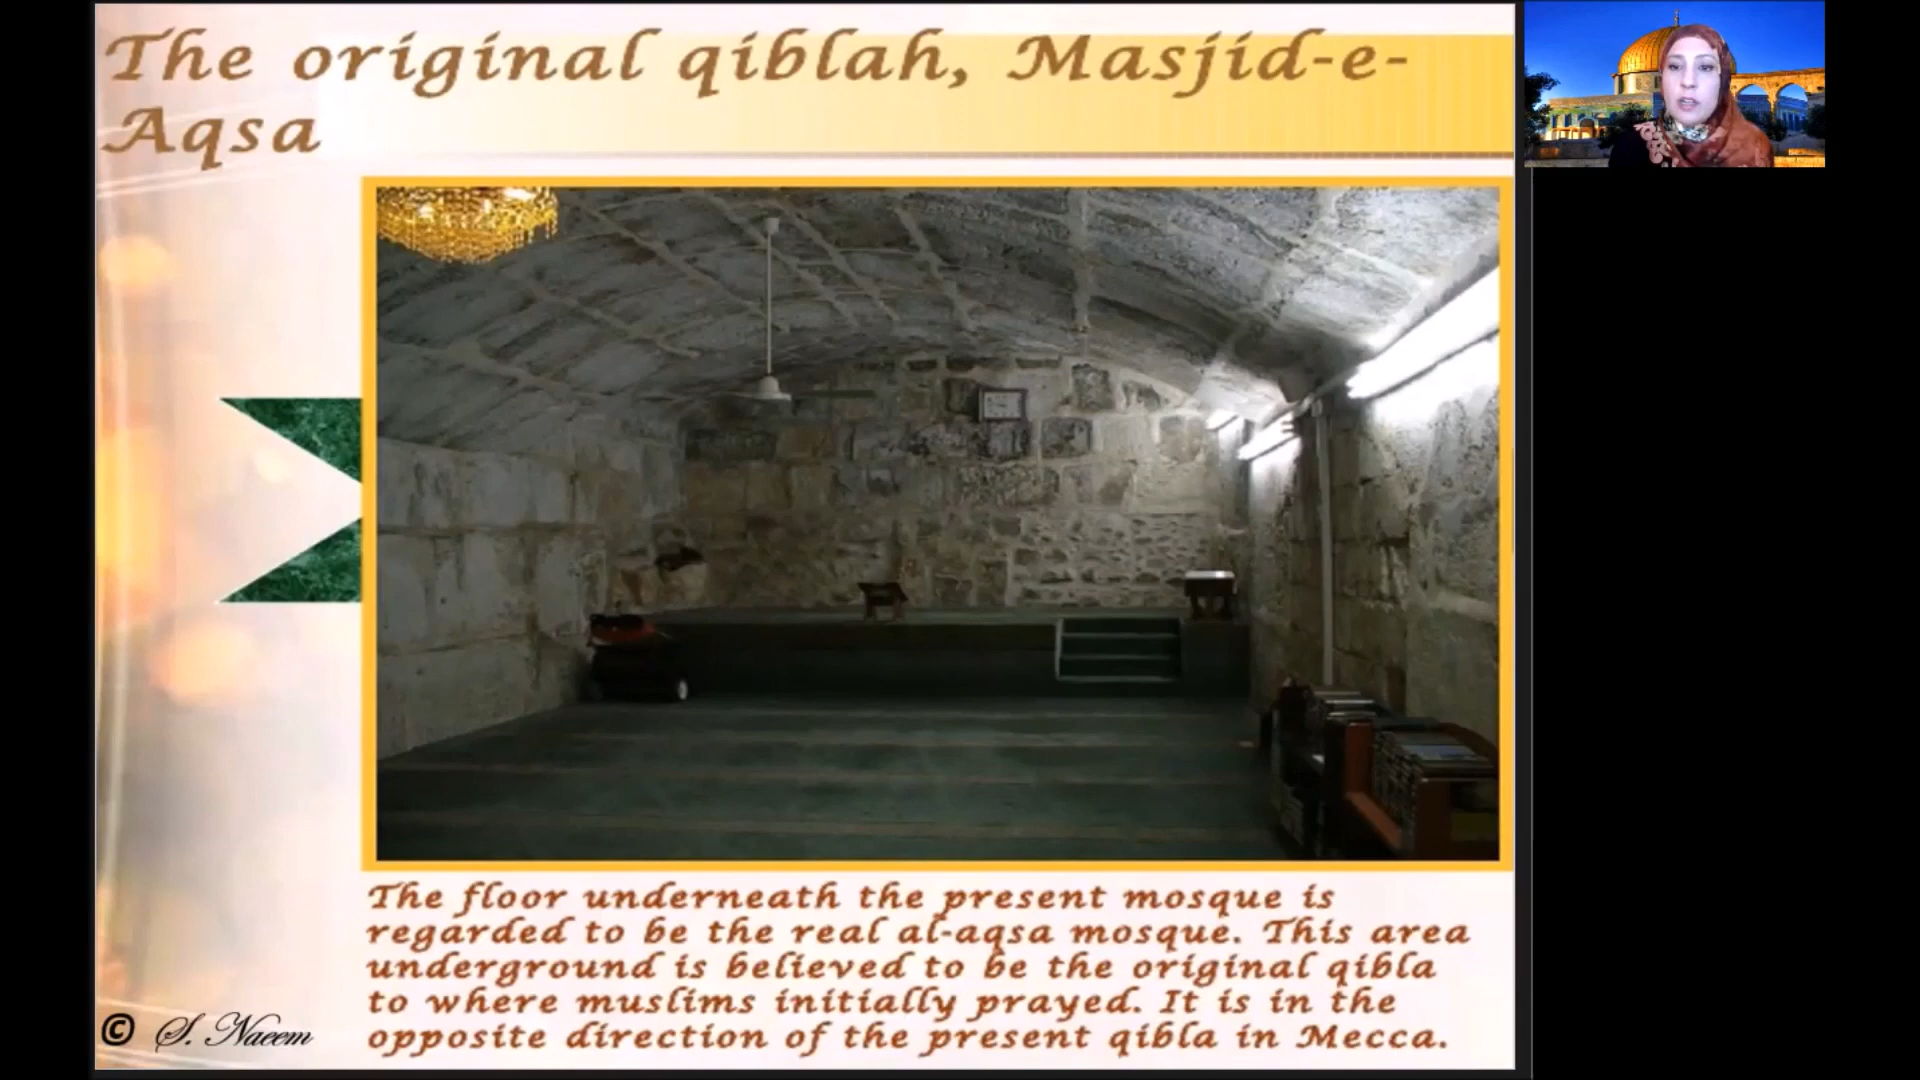 The original qiblah, Masjid-e-
Aqsa
The floor underneath the present mosque is
regarded to be the real al-aqsa mosque. This area
underground is believed to be the original qibla
to where muslims initially prayed. It is in the
opposite direction of the present qibla in Mecca.
© S. Naeem